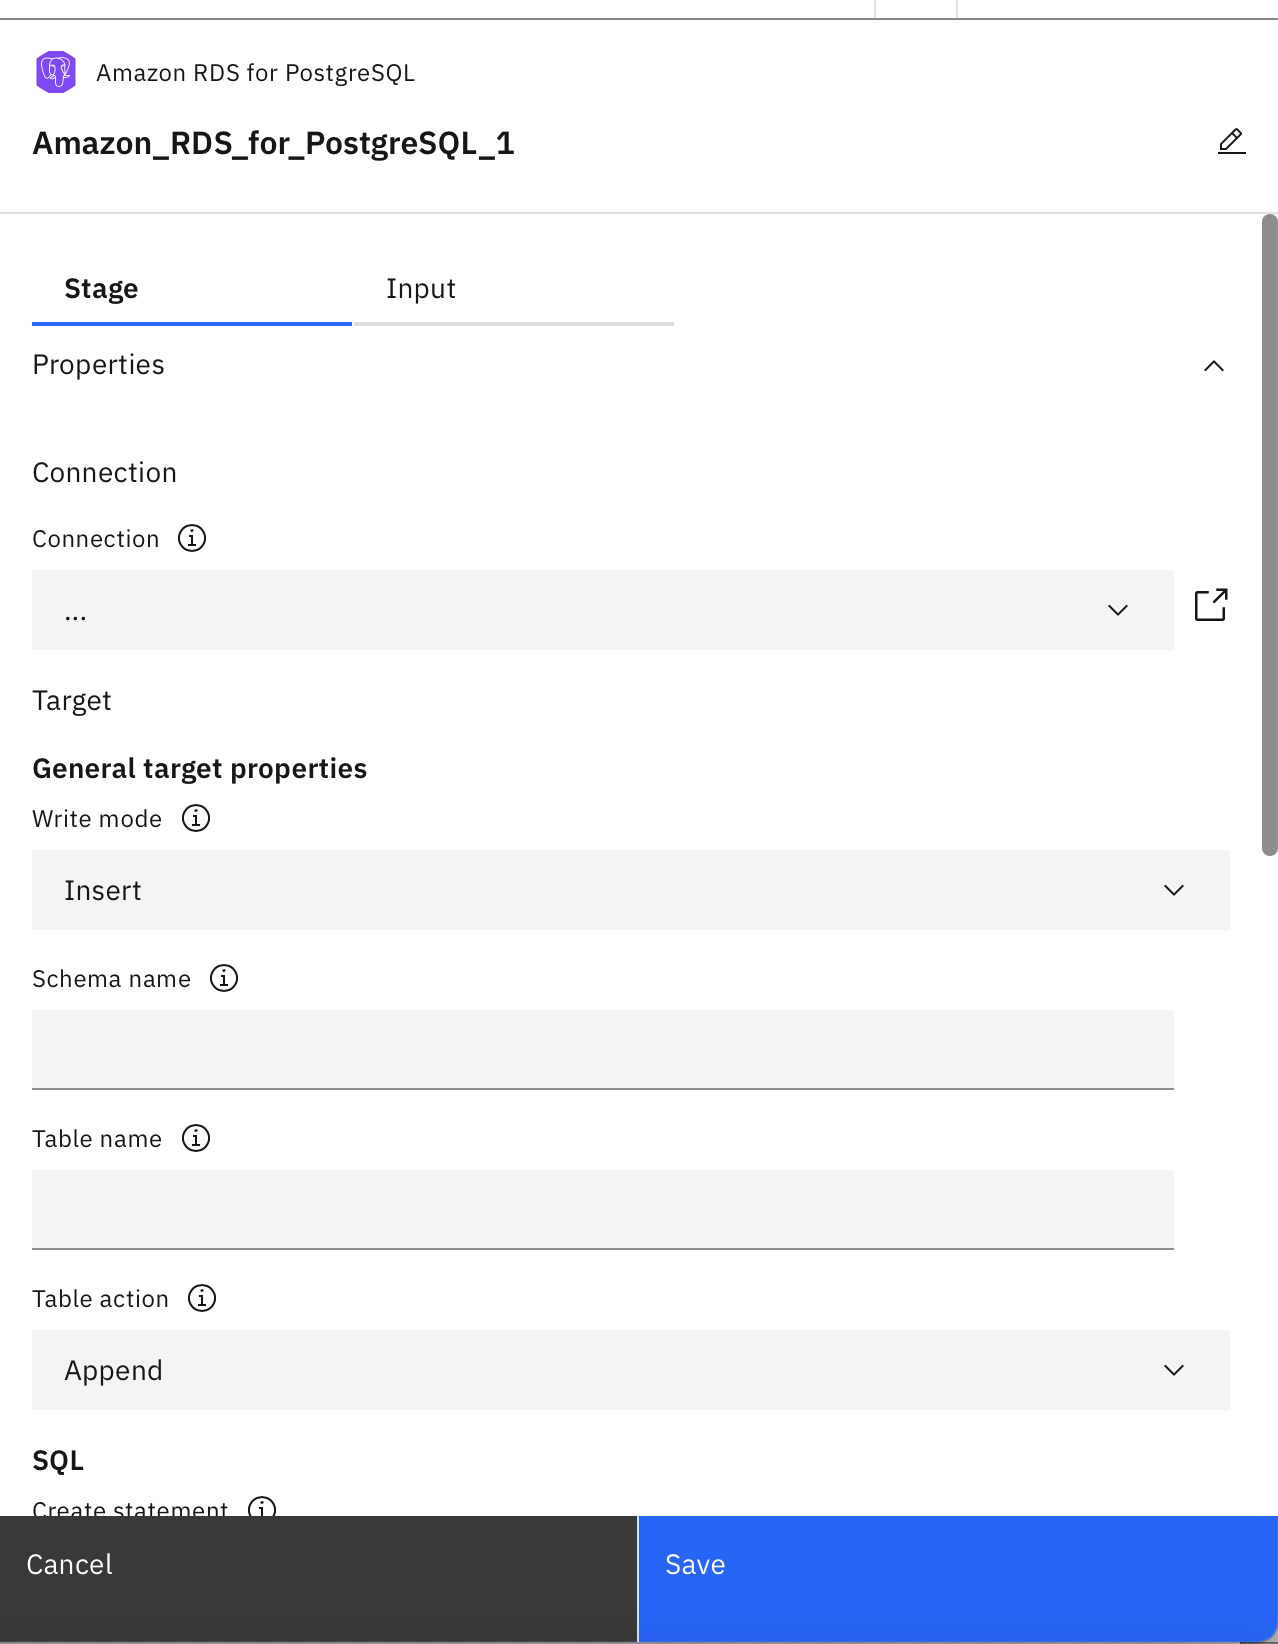 Amazon RDS for PostgreSQL
Amazon_RDS_for_PostgreSQL_1
Stage
Input
Properties
Connection
Connection
...
Target
General target properties
Write mode
Insert
Schema name
Table name
Table action
Append
SQL
Create statement
Cancel
Save